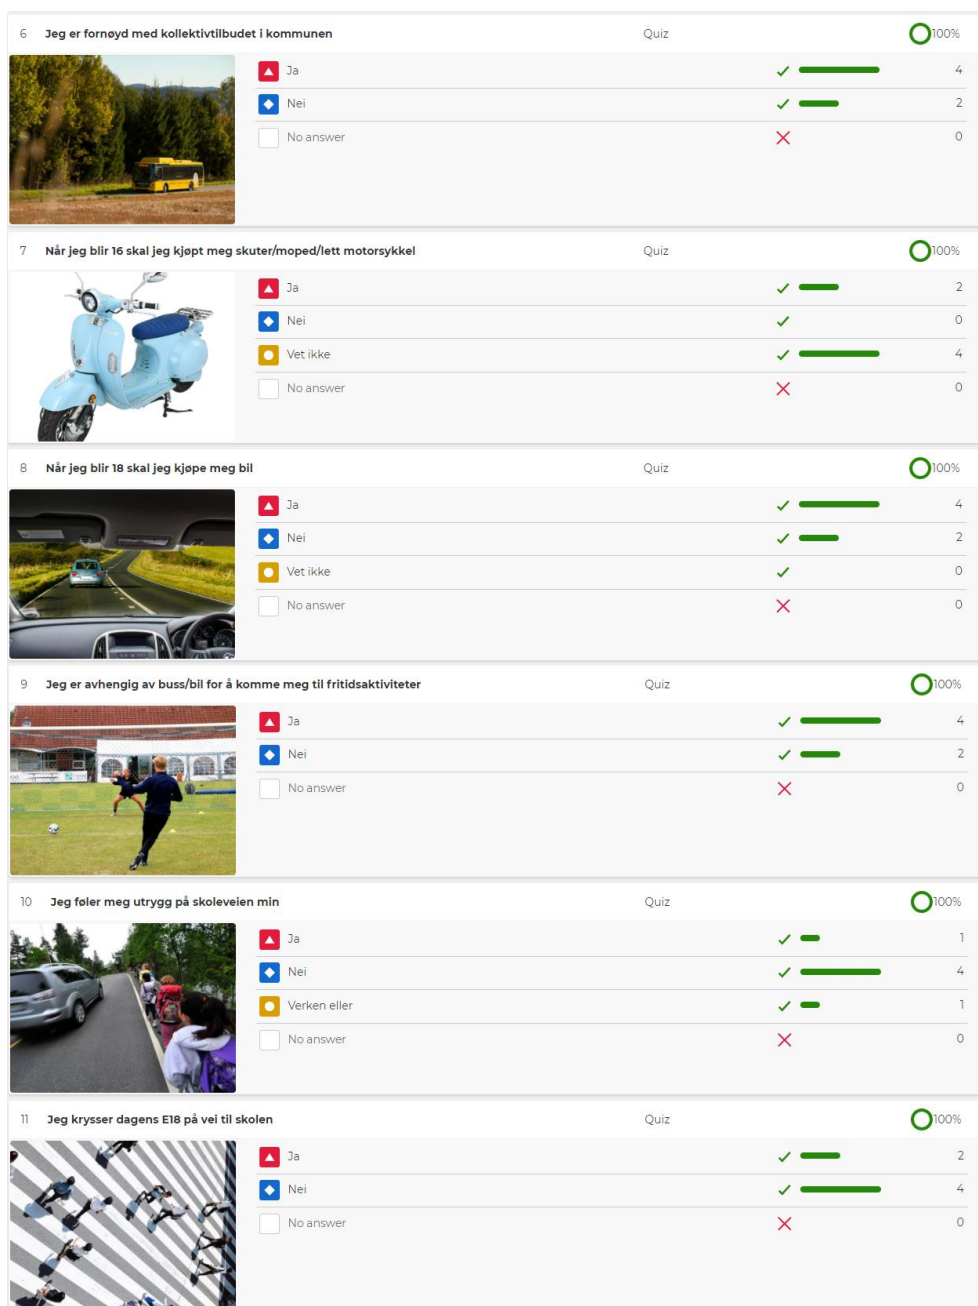 6 Jeg er fornøyd med kollektivtilbudet i kommunen Quiz 100%
Ja 4
Nei 2
No answer 0
7 Når jeg blir 16 skal jeg kjøpt meg skuter/moped/lett motorsykkel Quiz 100%
Ja 2
Nei 0
Vet ikke 4
No answer 0
8 Når jeg blir 18 skal jeg kjøpe meg bil Quiz 100%
Ja 4
Nei 2
Vet ikke 0
No answer 0
9 Jeg er avhengig av buss/bil for å komme meg til fritidsaktiviteter Quiz 100%
Ja 4
Nei 2
No answer 0
10 Jeg føler meg utrygg på skoleveien min Quiz 100%
Ja 1
Nei 4
Verken eller 1
No answer 0
11 Jeg krysser dagens E18 på vei til skolen Quiz 100%
Ja 2
Nei 4
No answer 0